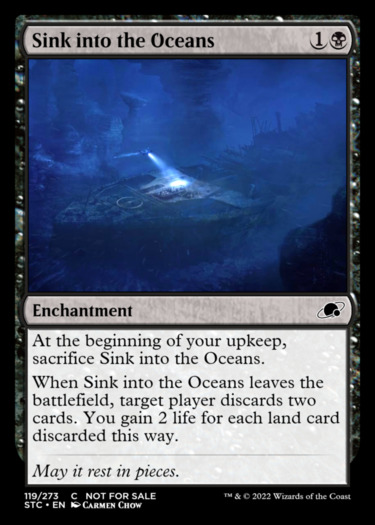 Sink into the Oceans 1
Enchantment
At the beginning of your upkeep,
sacrifice Sink into the Oceans.
When Sink into the Oceans leaves the
battlefield, target player discards two
cards. You gain 2 life for each land card
discarded this way.
May it rest in pieces.
119/273 C NOT FOR SALE
STC • EN Carmen Chow ™ & © 2022 Wizards of the Coast